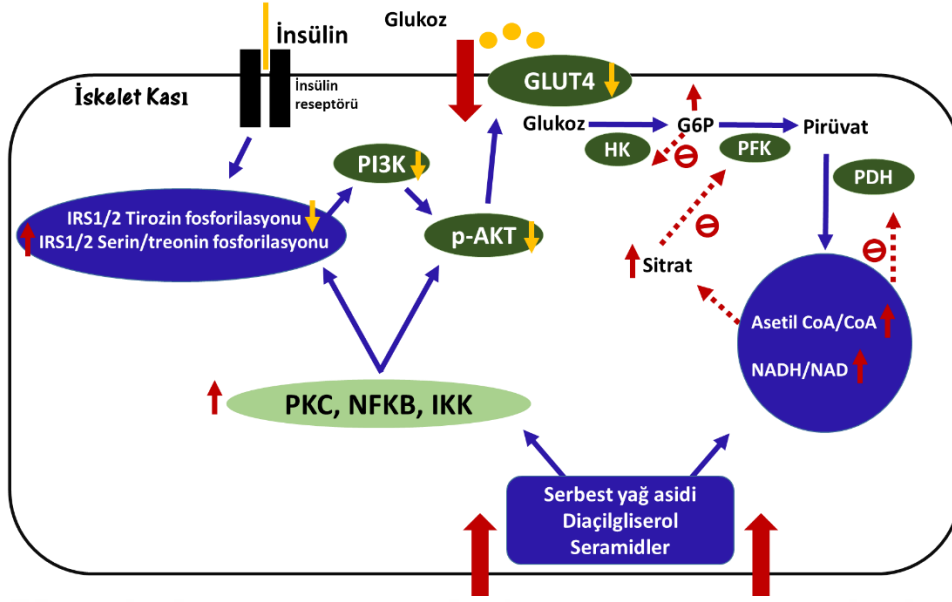 İnsülin
Glukoz
İskelet Kası
İnsülin
reseptörü
GLUT4
Glukoz
G6P
Pirüvat
HK
PFK
PDH
PI3K
IRS1/2 Tirozin fosforilasyonu
IRS1/2 Serin/treonin fosforilasyonu
p-AKT
Sitrat
Asetil CoA/CoA
NADH/NAD
PKC, NFKB, IKK
Serbest yağ asidi
Diaçilgliserol
Seramidler